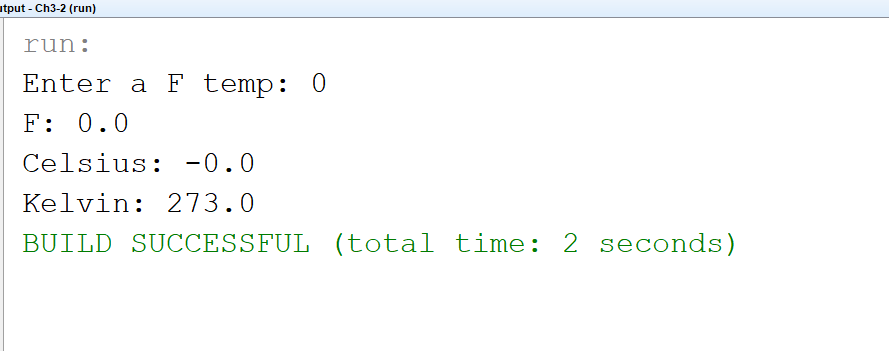 utput - Ch3-2 (run)
run:
Enter a F temp: 0
F: 0.0
Celsius: -0.0
Kelvin: 273.0
BUILD SUCCESSFUL (total time: 2 seconds)